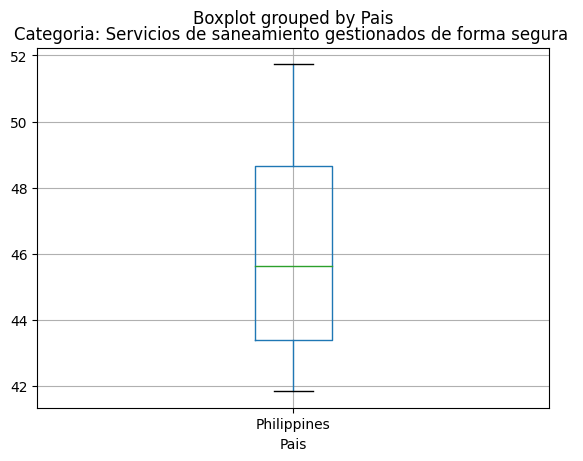 Boxplot grouped by Pais
Categoria: Servicios de saneamiento gestionados de forma segura
52
50
48
46
44
42
Philippines
Pais